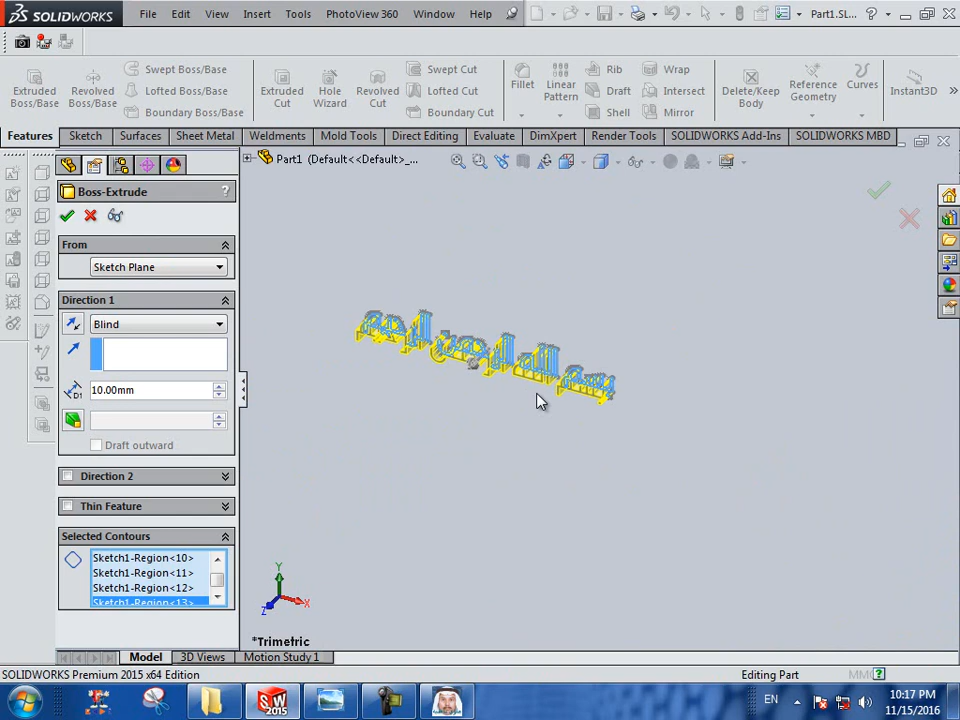 SOLIDWORKS File Edit View Insert Tools PhotoView 360 Window Help Part1.SL... ?
Extruded Boss/Base
Revolved Boss/Base
Swept Boss/Base
Lofted Boss/Base
Boundary Boss/Base
Extruded Cut
Hole Wizard
Revolved Cut
Swept Cut
Lofted Cut
Boundary Cut
Fillet
Linear Pattern
Rib
Draft
Shell
Wrap
Intersect
Mirror
Delete/Keep Body
Reference Geometry
Curves
Instant3D
»
Features Sketch Surfaces Sheet Metal Weldments Mold Tools Direct Editing Evaluate DimXpert Render Tools SOLIDWORKS Add-Ins SOLIDWORKS MBD
Part1 (Default<<Default>_...
Boss-Extrude ?
From
Sketch Plane
Direction 1
Blind
10.00mm
Draft outward
Direction 2
Thin Feature
Selected Contours
Sketch1-Region<10>
Sketch1-Region<11>
Sketch1-Region<12>
Sketch1-Region<13>
Y
Z X
*Trimetric
Model 3D Views Motion Study 1
SOLIDWORKS Premium 2015 x64 Edition Editing Part MM
SW 2015
EN
10:17 PM
11/15/2016